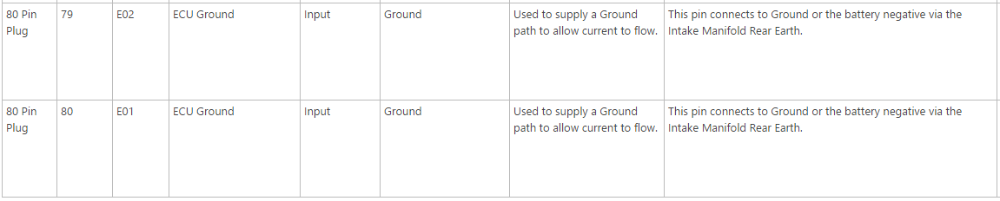 80 Pin Plug 79 E02 ECU Ground Input Ground Used to supply a Ground path to allow current to flow. This pin connects to Ground or the battery negative via the Intake Manifold Rear Earth.
80 Pin Plug 80 E01 ECU Ground Input Ground Used to supply a Ground path to allow current to flow. This pin connects to Ground or the battery negative via the Intake Manifold Rear Earth.